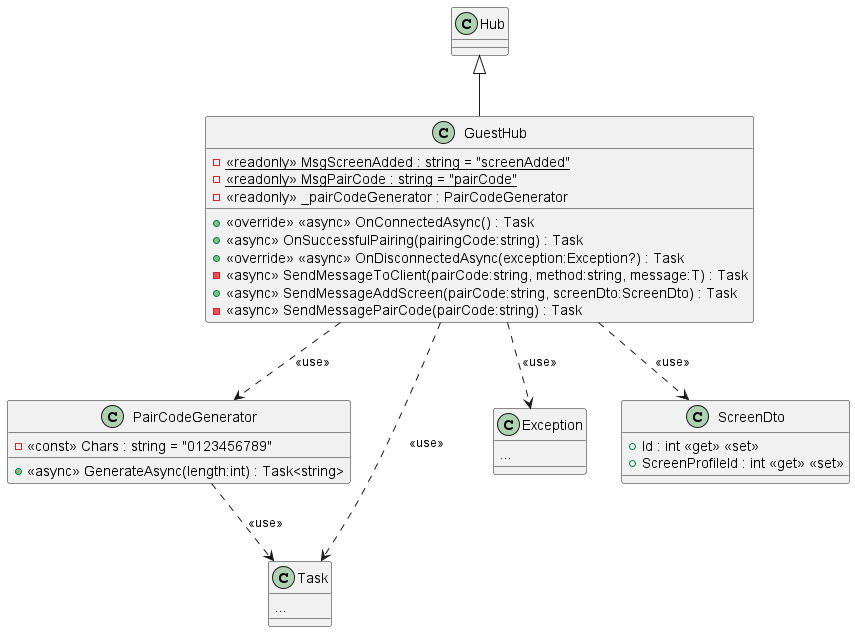 C Hub
C GuestHub
«readonly» MsgScreenAdded : string = "screenAdded"
«readonly» MsgPairCode : string = "pairCode"
«readonly» _pairCodeGenerator : PairCodeGenerator
«override» «async» OnConnectedAsync() : Task
«async» OnSuccessfulPairing(pairingCode:string) : Task
«override» «async» OnDisconnectedAsync(exception:Exception?) : Task
«async» SendMessageToClient(pairCode:string, method:string, message:T) : Task
«async» SendMessageAddScreen(pairCode:string, screenDto:ScreenDto) : Task
«async» SendMessagePairCode(pairCode:string) : Task
«use»
«use»
«use»
«use»
C PairCodeGenerator
«const» Chars : string = "0123456789"
«async» GenerateAsync(length:int) : Task<string>
C Exception
...
C ScreenDto
Id : int «get» «set»
ScreenProfileId : int «get» «set»
«use»
C Task
...